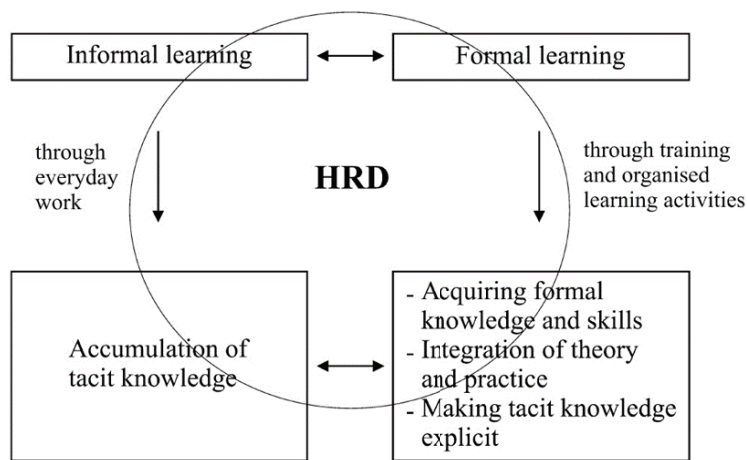 Informal learning
Formal learning
through
everyday
work
HRD
through training
and organised
learning activities
Accumulation of
tacit knowledge
- Acquiring formal
knowledge and skills
- Integration of theory
and practice
- Making tacit knowledge
explicit